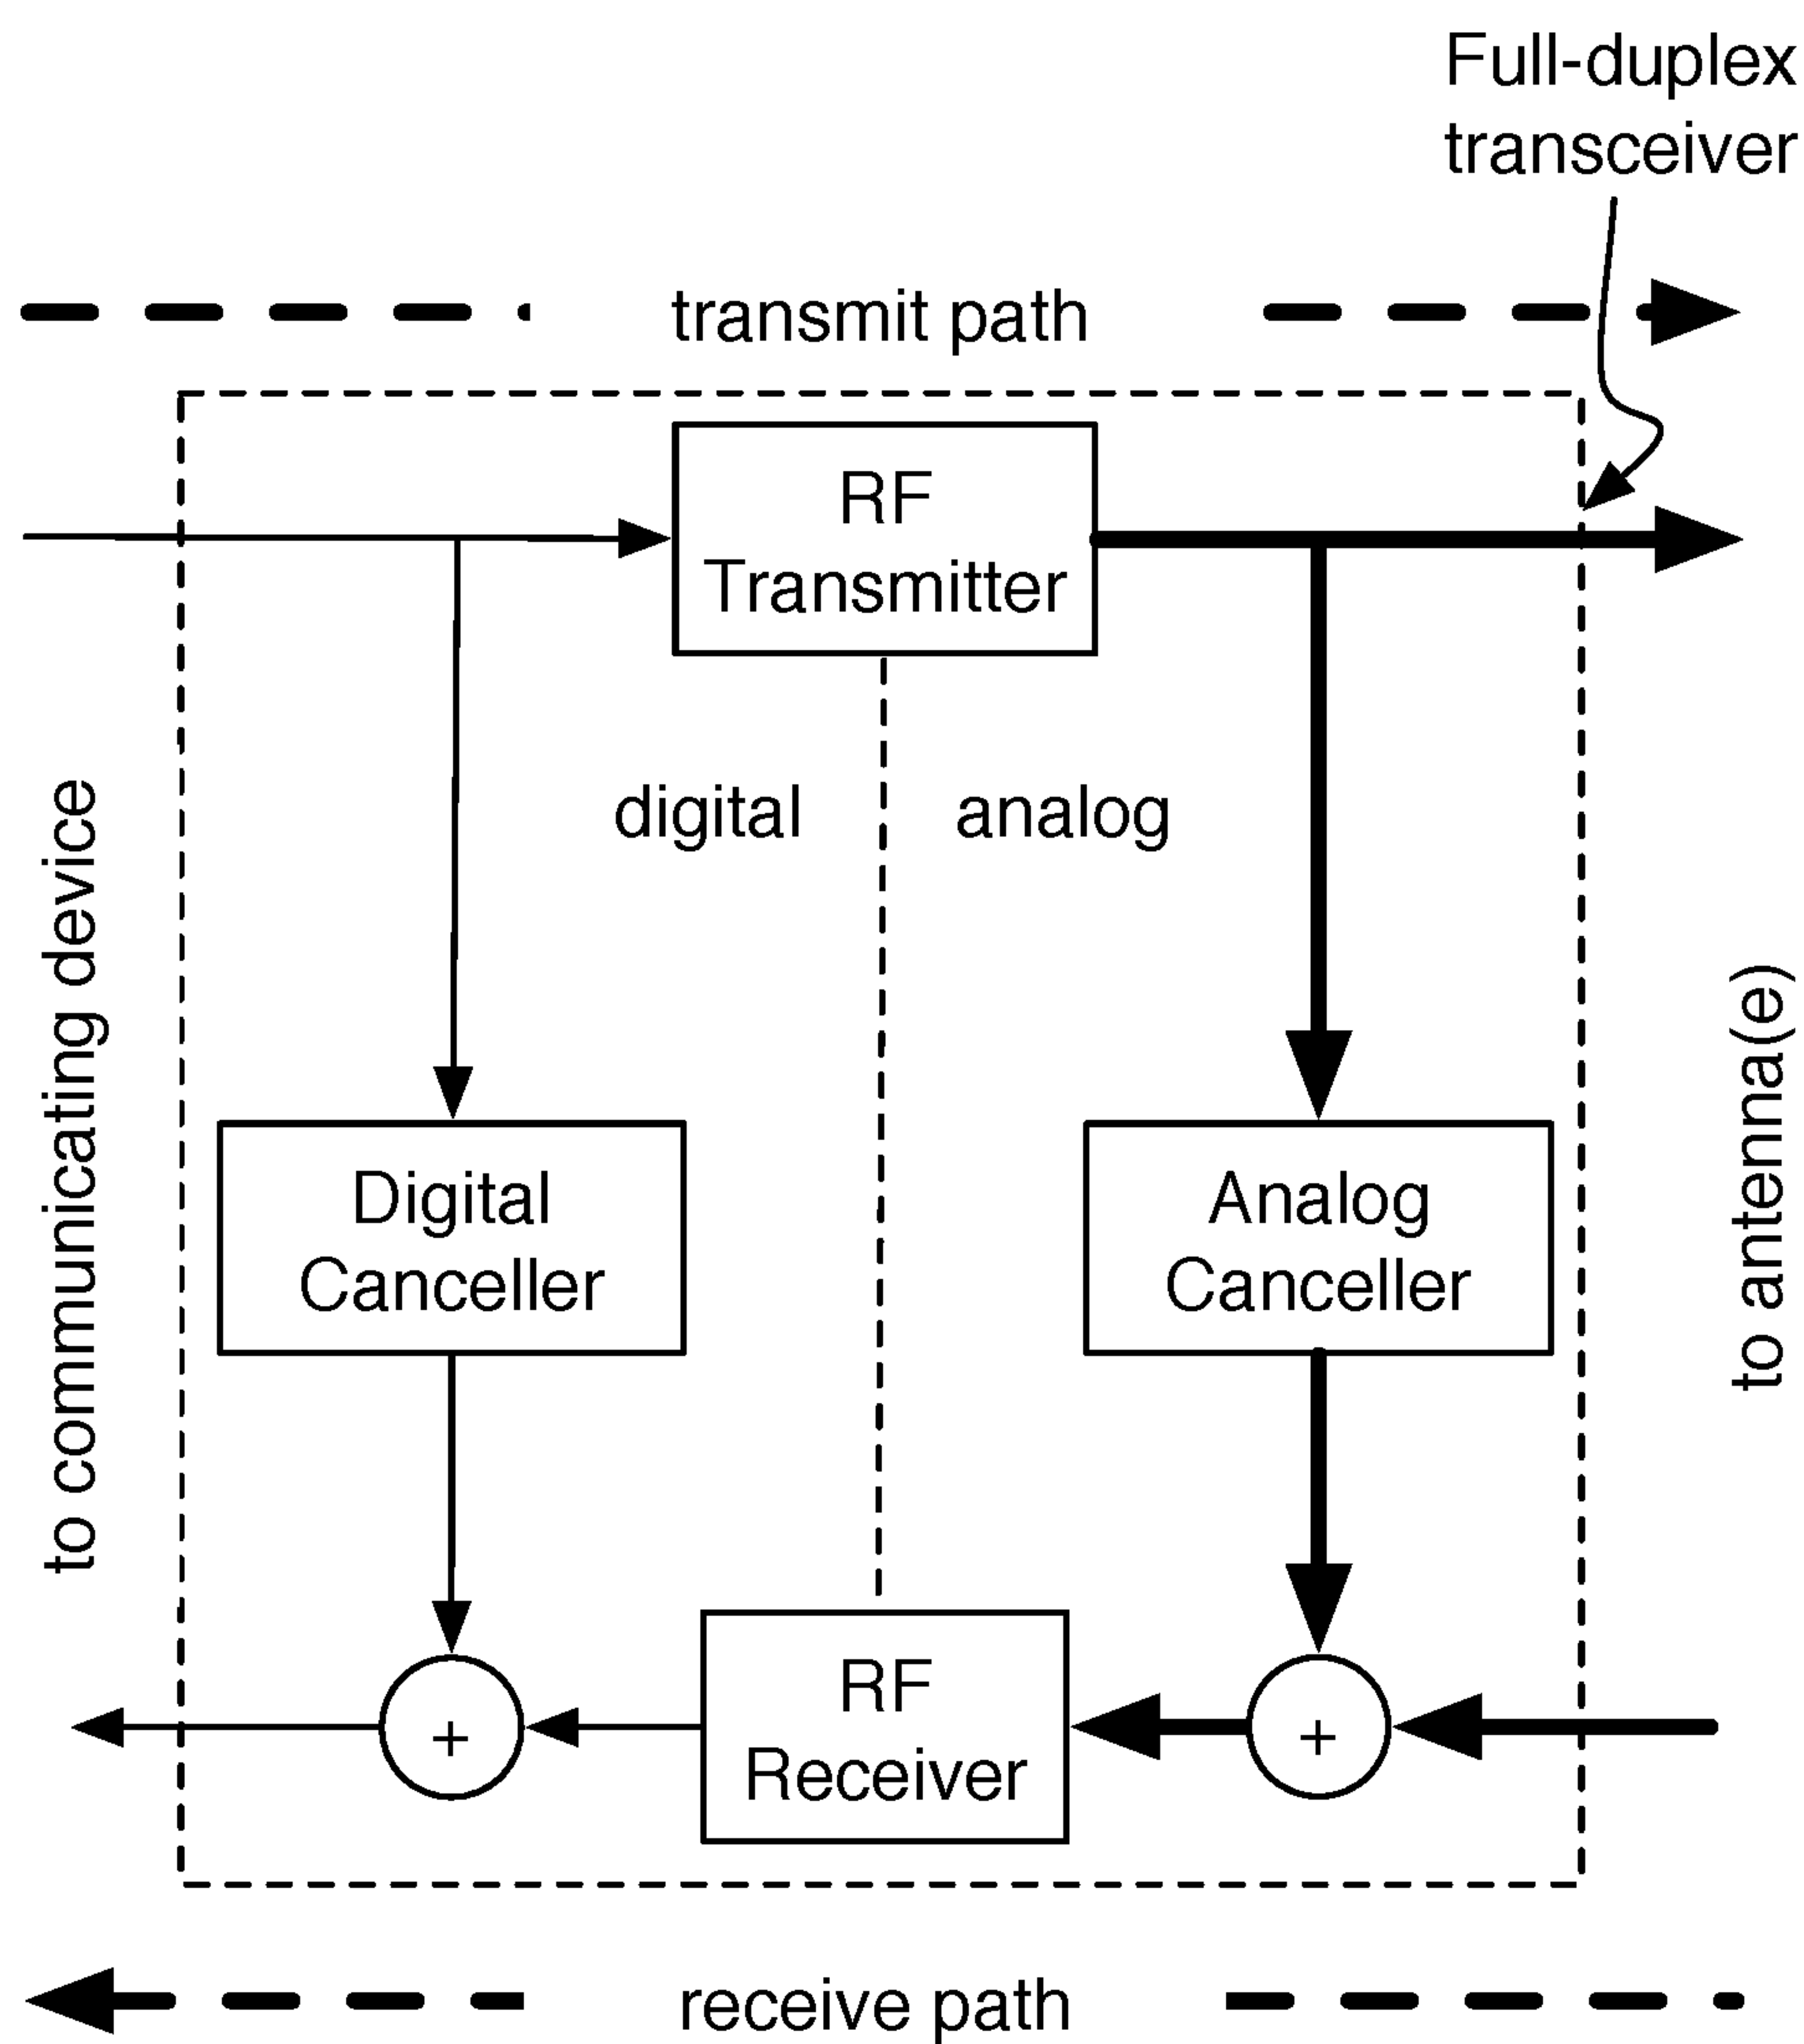 Full-duplex
transceiver
transmit path
RF
Transmitter
digital
analog
to communicating device
to antenna(e)
Digital
Canceller
Analog
Canceller
+
RF
Receiver
+
receive path